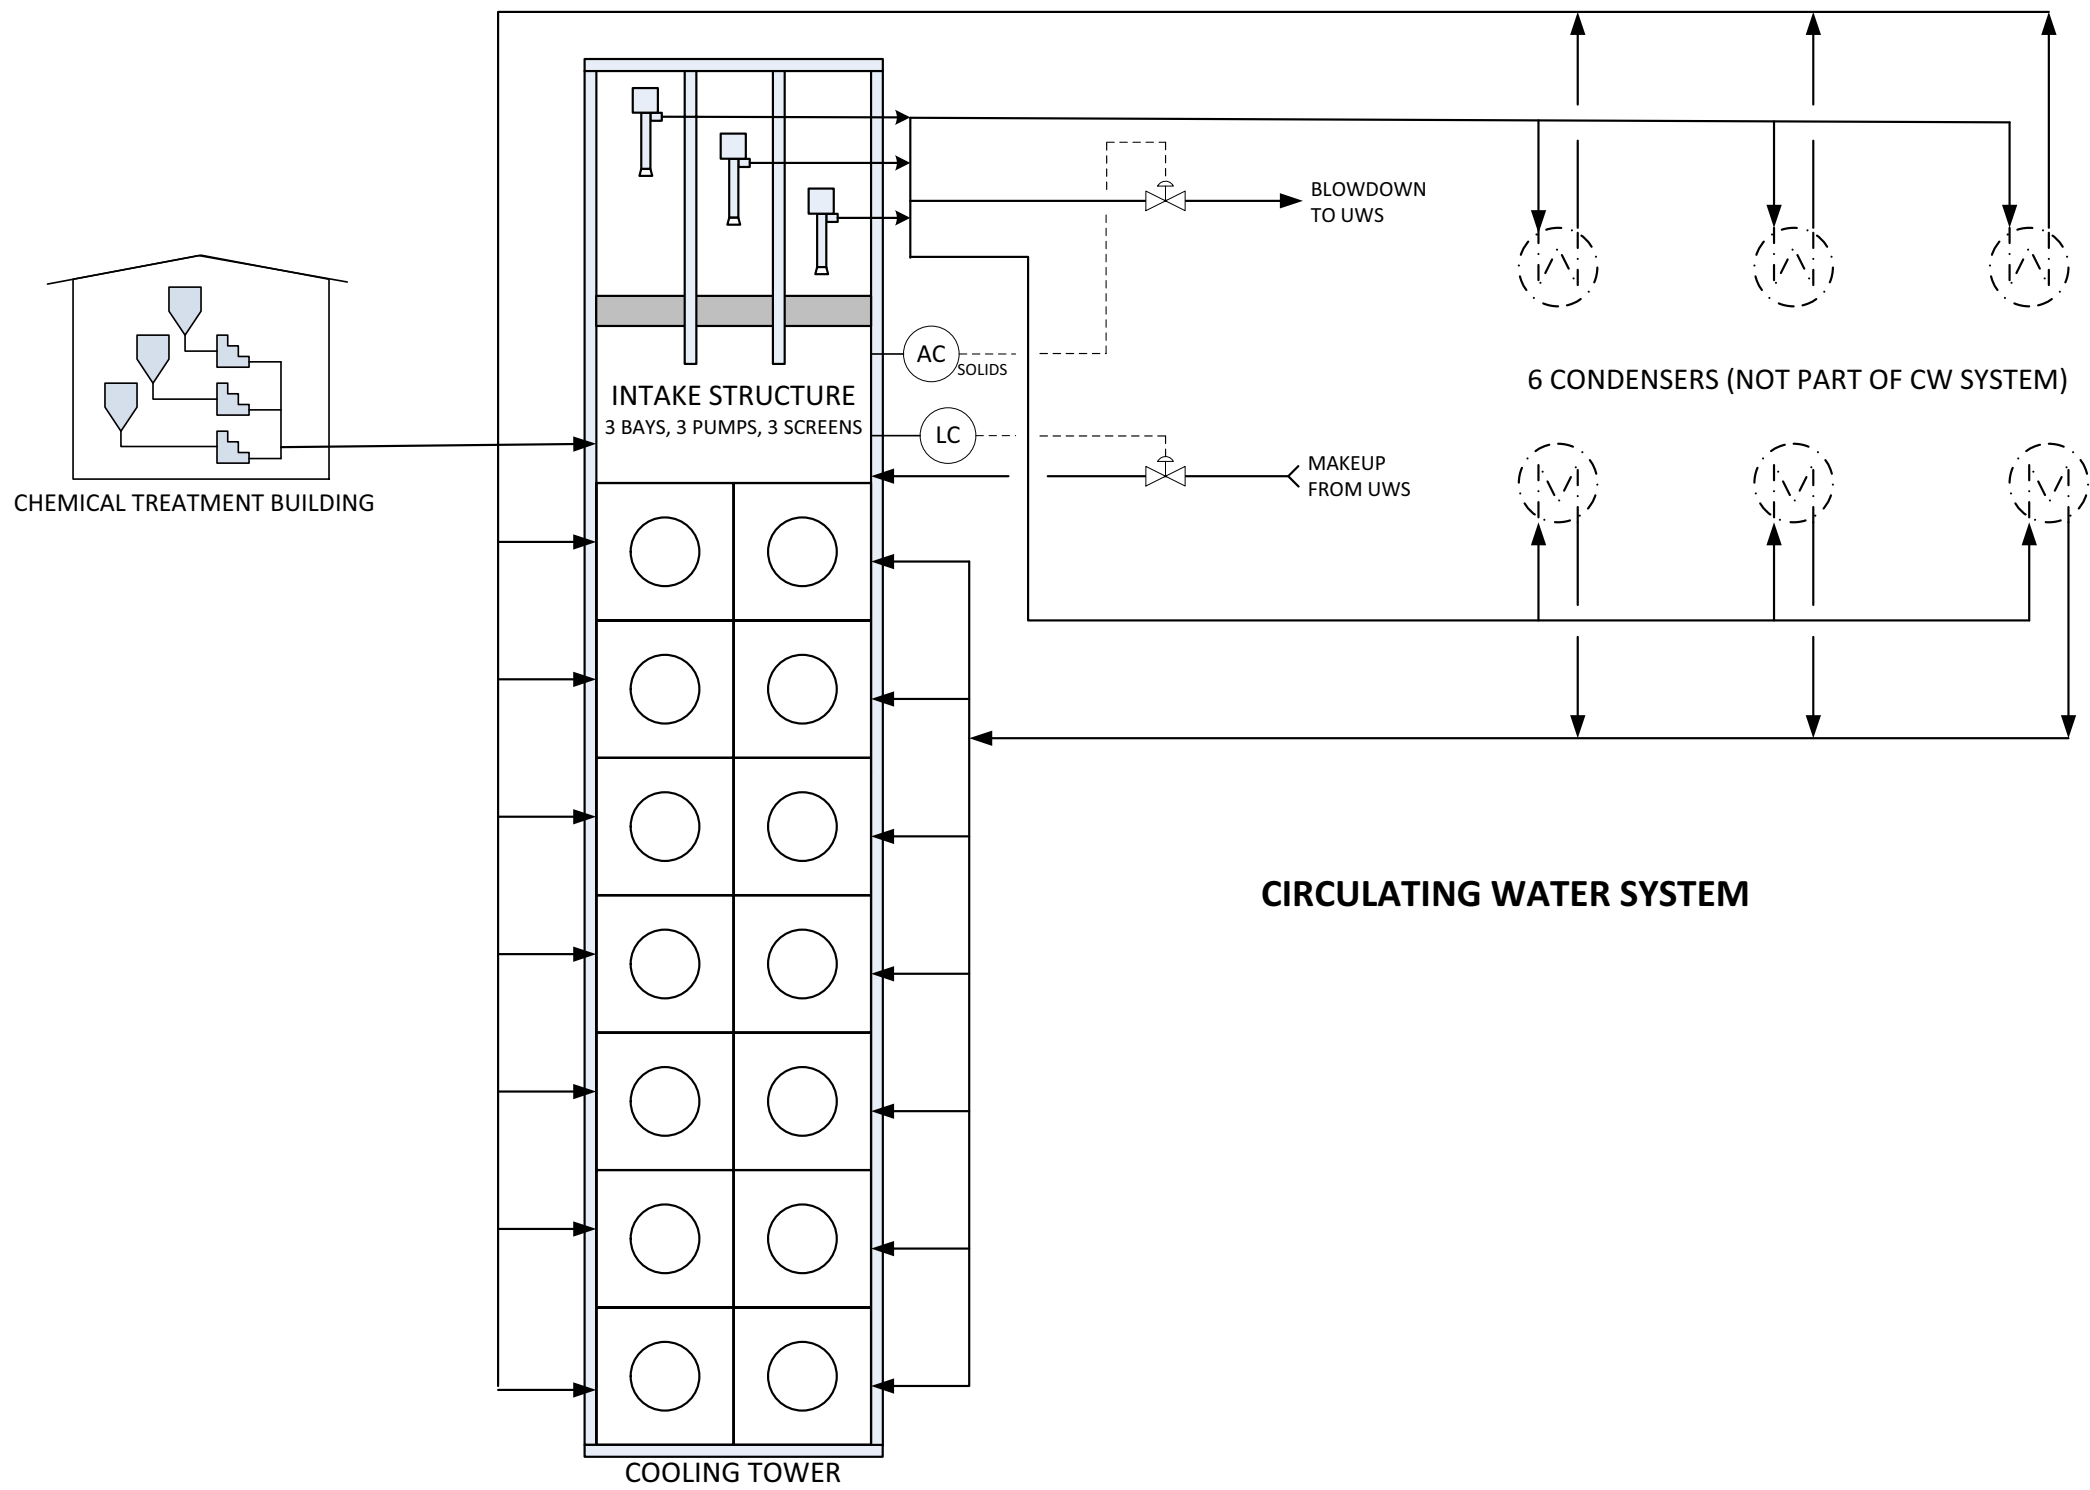 BLOWDOWN
TO UWS
AC
SOLIDS
6 CONDENSERS (NOT PART OF CW SYSTEM)
INTAKE STRUCTURE
3 BAYS, 3 PUMPS, 3 SCREENS
LC
MAKEUP
FROM UWS
CHEMICAL TREATMENT BUILDING
CIRCULATING WATER SYSTEM
COOLING TOWER